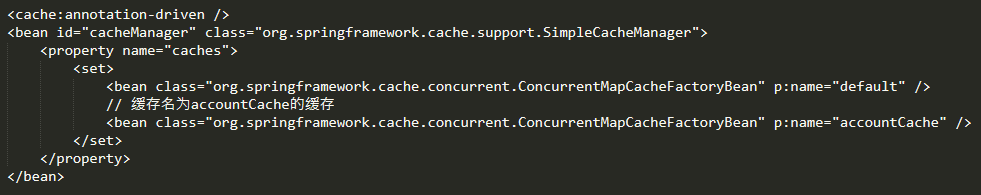 <cache:annotation-driven />
<bean id="cacheManager" class="org.springframework.cache.support.SimpleCacheManager">
    <property name="caches">
        <set>
            <bean class="org.springframework.cache.concurrent.ConcurrentMapCacheFactoryBean" p:name="default" />
            // 缓存名为accountCache的缓存
            <bean class="org.springframework.cache.concurrent.ConcurrentMapCacheFactoryBean" p:name="accountCache" />
        </set>
    </property>
</bean>